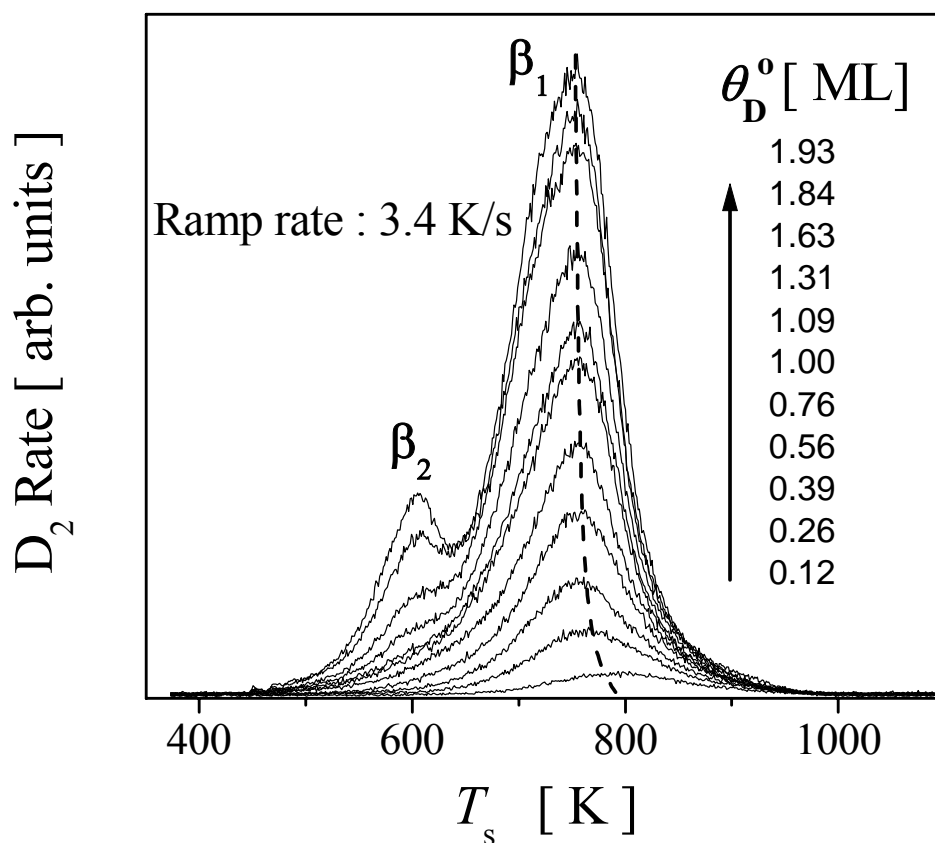 β₁
θ_D^o [ ML]
1.93
1.84
1.63
1.31
1.09
1.00
0.76
0.56
0.39
0.26
0.12
Ramp rate : 3.4 K/s
β₂
D₂ Rate [ arb. units ]
400
600
800
1000
Tₛ [ K ]